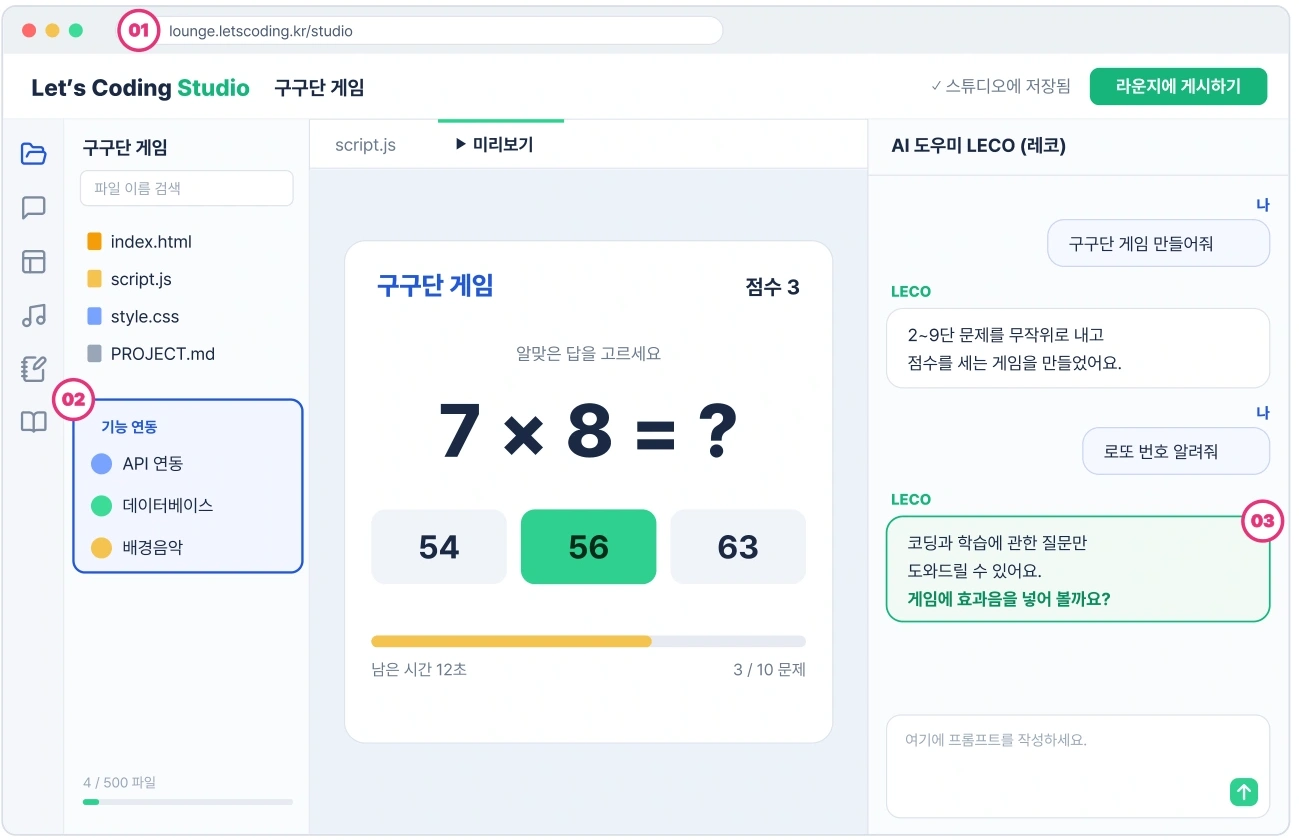 01
lounge.letscoding.kr/studio
Let's Coding Studio
구구단 게임
✓ 스튜디오에 저장됨
라운지에 게시하기
구구단 게임
파일 이름 검색
index.html
script.js
style.css
PROJECT.md
02
기능 연동
API 연동
데이터베이스
배경음악
4 / 500 파일
script.js
▶ 미리보기
구구단 게임
점수 3
알맞은 답을 고르세요
7 × 8 = ?
54
56
63
남은 시간 12초
3 / 10 문제
AI 도우미 LECO (레코)
나
구구단 게임 만들어줘
LECO
2~9단 문제를 무작위로 내고
점수를 세는 게임을 만들었어요.
나
로또 번호 알려줘
LECO
03
코딩과 학습에 관한 질문만
도와드릴 수 있어요.
게임에 효과음을 넣어 볼까요?
여기에 프롬프트를 작성하세요.